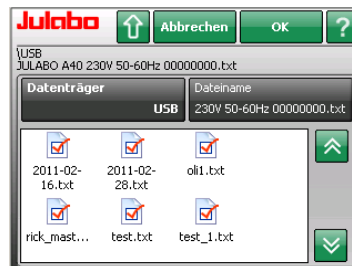 Julabo
Abbrechen
OK
?
\USB
JULABO A40 230V 50-60Hz 00000000.txt
Datenträger
USB
Dateiname
230V 50-60Hz 00000000.txt
2011-02-
16.txt
2011-02-
28.txt
oli1.txt
rick_mast...
test.txt
test_1.txt